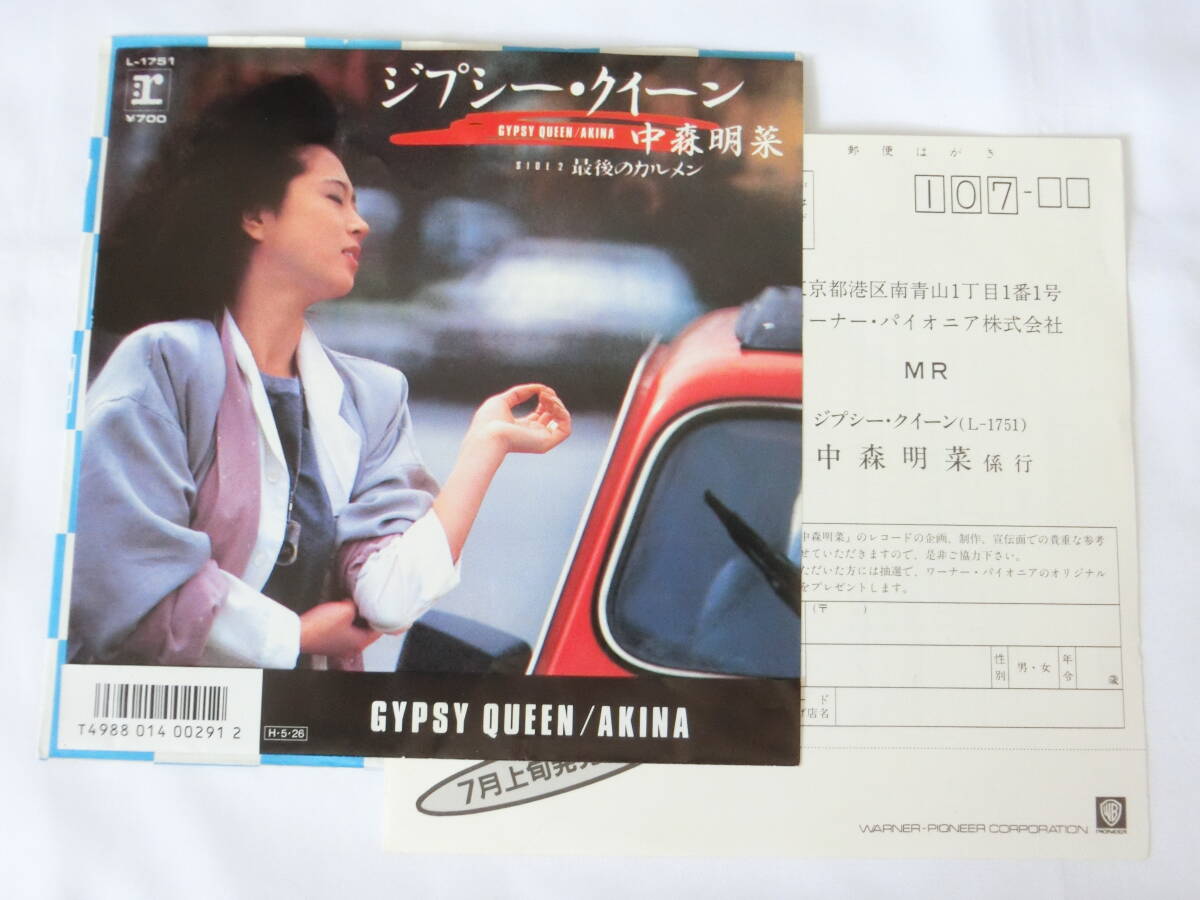 L-1751
r
¥700
ジプシー・クイーン
GYPSY QUEEN/AKINA 中森明菜
SIDE 2 最後のカルメン
T4988 014 00291 2
H・5・26
GYPSY QUEEN/AKINA
郵便はがき
107-
京都港区南青山1丁目1番1号
ーナー・パイオニア株式会社
MR
ジプシー・クイーン(L-1751)
中森明菜係行
中森明菜」のレコードの企画、制作、宣伝面での貴重な参考
せていただきますので、是非ご協力下さい。
ただいた方には抽選で、ワーナー・パイオニアのオリジナル
をプレゼントします。
(〒 )
性別 男・女 年令 歳
ード
店名
7月上旬発
WARNER-PIONEER CORPORATION
WB
PIONEER